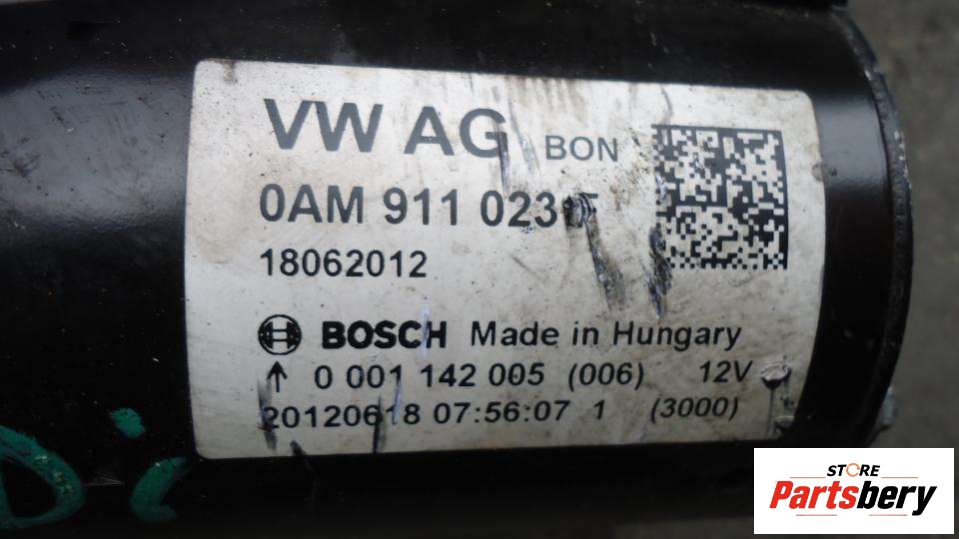 VW AG BON
0AM 911 023
18062012
BOSCH Made in Hungary
↑ 0 001 142 005 (006) 12V
20120618 07:56:07 1 (3000)
Di
STORE
Partsbery